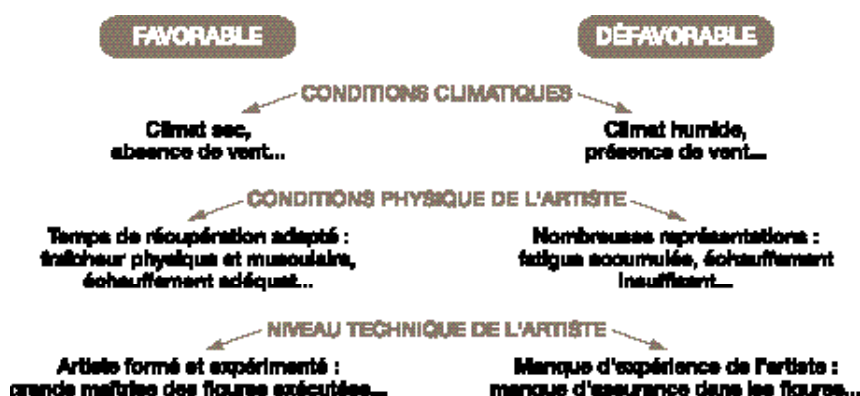 FAVORABLE
DÉFAVORABLE
CONDITIONS CLIMATIQUES
Climat sec,
absence de vent...
Climat humide,
présence de vent...
CONDITIONS PHYSIQUE DE L'ARTISTE
Temps de récupération adapté :
fraîcheur physique et musculaire,
échauffement adéquat...
Nombreuses représentations :
fatigue accumulée, échauffement
insuffisant...
NIVEAU TECHNIQUE DE L'ARTISTE
Artiste formé et expérimenté :
grande maîtrise des figures exécutées...
Manque d'expérience de l'artiste :
manque d'assurance dans les figures...